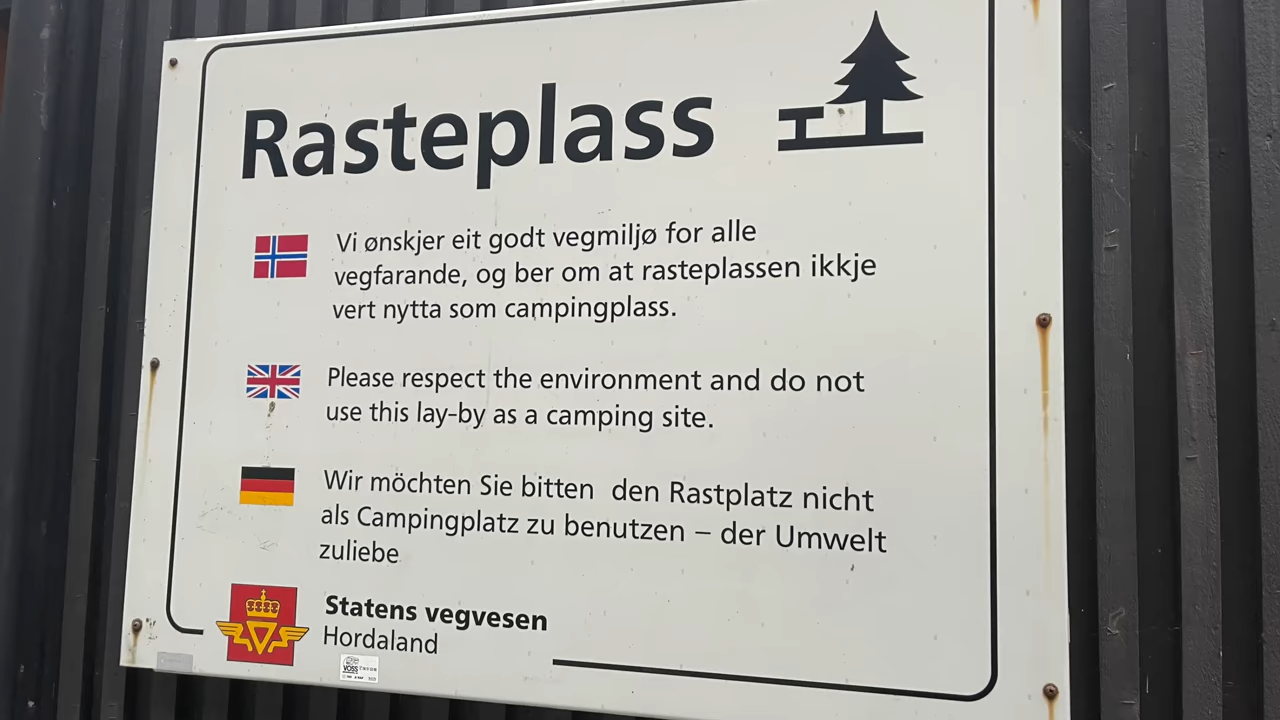 Rasteplass
Vi ønskjer eit godt vegmiljø for alle
vegfarande, og ber om at rasteplassen ikkje
vert nytta som campingplass.
Please respect the environment and do not
use this lay-by as a camping site.
Wir möchten Sie bitten  den Rastplatz nicht
als Campingplatz zu benutzen – der Umwelt
zuliebe
Statens vegvesen
Hordaland
VOSS